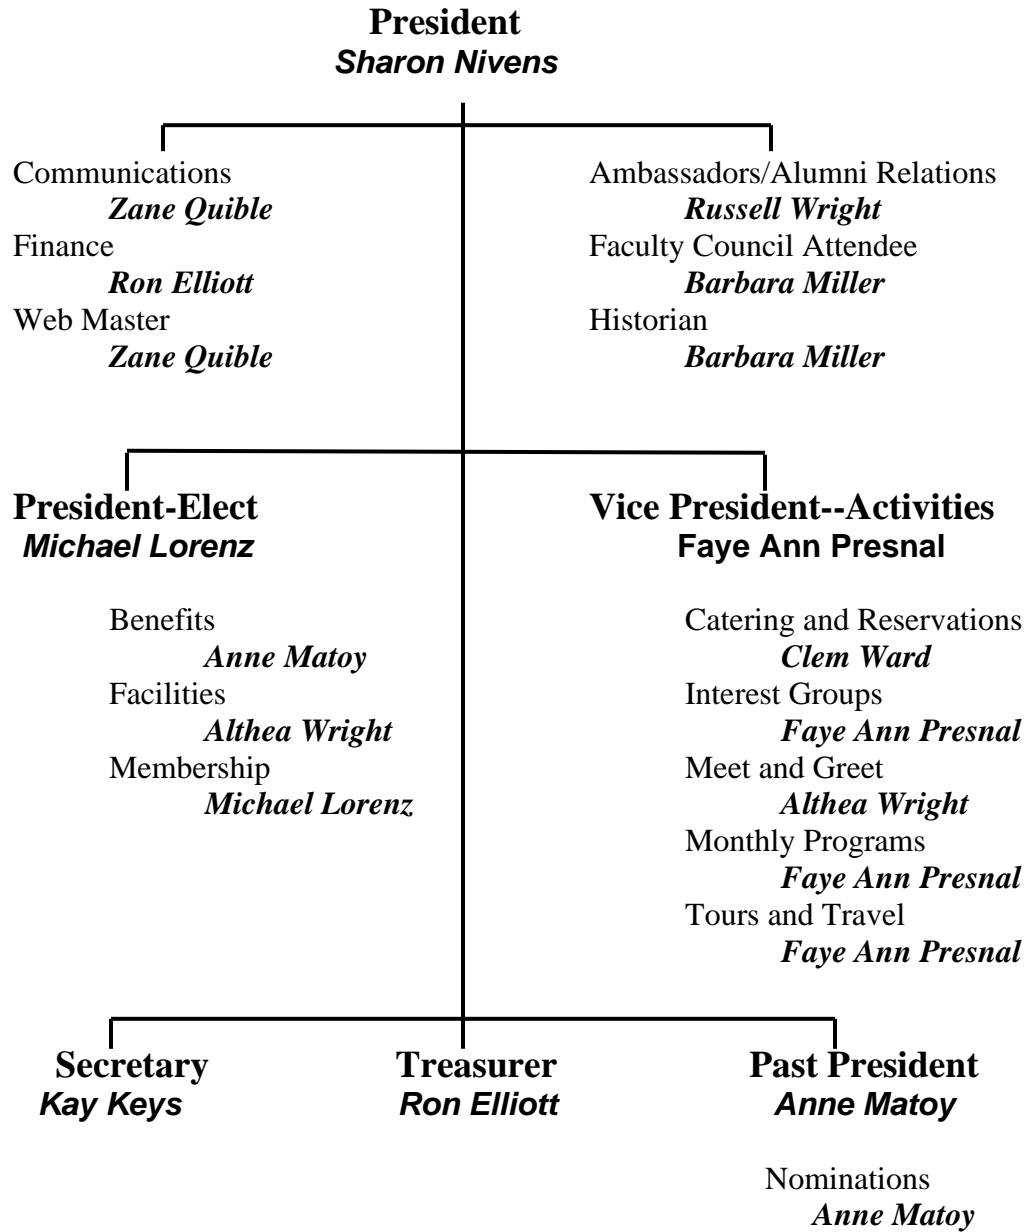 President
Sharon Nivens
Communications
Zane Quible
Finance
Ron Elliott
Web Master
Zane Quible
Ambassadors/Alumni Relations
Russell Wright
Faculty Council Attendee
Barbara Miller
Historian
Barbara Miller
President-Elect
Michael Lorenz
Benefits
Anne Matoy
Facilities
Althea Wright
Membership
Michael Lorenz
Vice President--Activities
Faye Ann Presnal
Catering and Reservations
Clem Ward
Interest Groups
Faye Ann Presnal
Meet and Greet
Althea Wright
Monthly Programs
Faye Ann Presnal
Tours and Travel
Faye Ann Presnal
Secretary
Kay Keys
Treasurer
Ron Elliott
Past President
Anne Matoy
Nominations
Anne Matoy